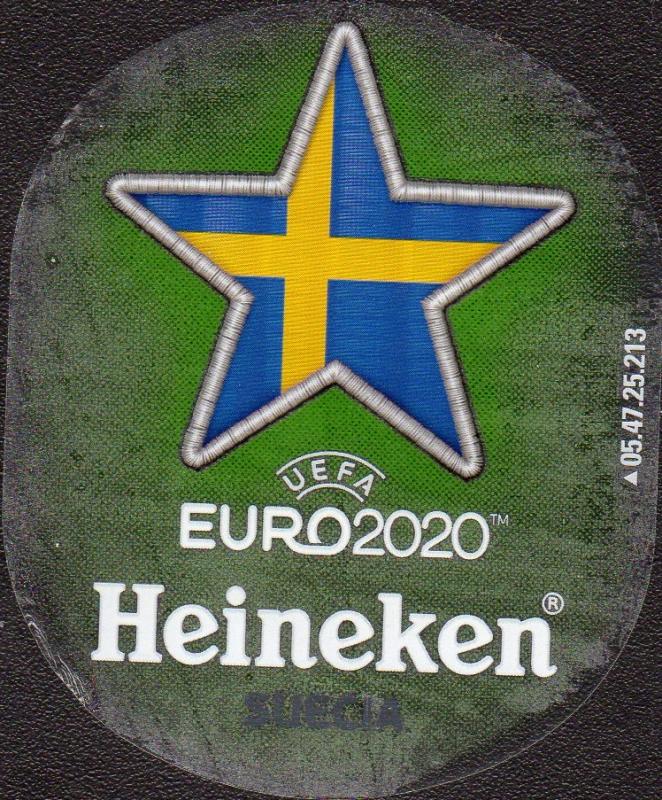 UEFA
EURO2020™
Heineken®
SUECIA
▲05.47.25.213